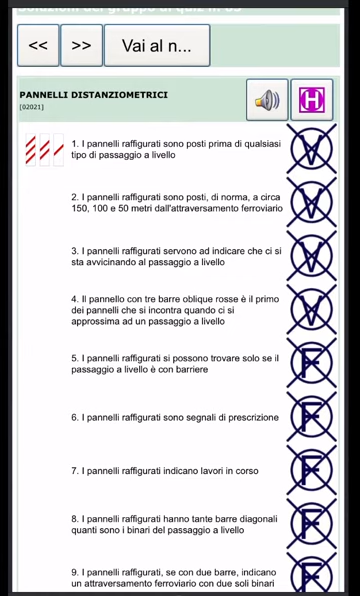 <<
>>
Vai al n...
PANNELLI DISTANZIOMETRICI
[02021]
1. I pannelli raffigurati sono posti prima di qualsiasi
tipo di passaggio a livello
V
2. I pannelli raffigurati sono posti, di norma, a circa
150, 100 e 50 metri dall'attraversamento ferroviario
V
3. I pannelli raffigurati servono ad indicare che ci si
sta avvicinando al passaggio a livello
V
4. Il pannello con tre barre oblique rosse è il primo
dei pannelli che si incontra quando ci si
approssima ad un passaggio a livello
V
5. I pannelli raffigurati si possono trovare solo se il
passaggio a livello è con barriere
F
6. I pannelli raffigurati sono segnali di prescrizione
F
7. I pannelli raffigurati indicano lavori in corso
F
8. I pannelli raffigurati hanno tante barre diagonali
quanti sono i binari del passaggio a livello
F
9. I pannelli raffigurati, se con due barre, indicano
un attraversamento ferroviario con due soli binari
F